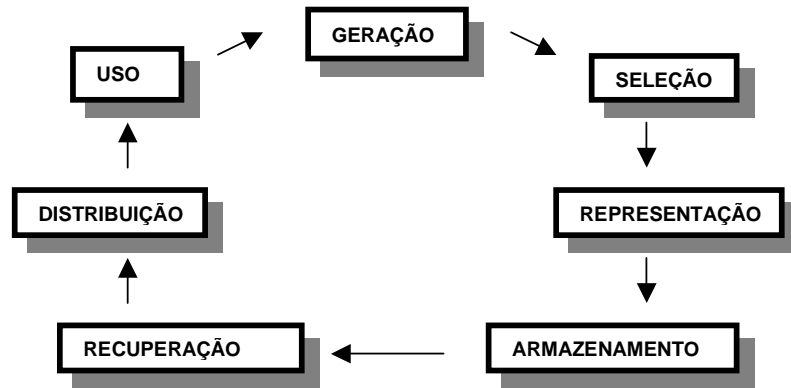 GERAÇÃO
USO
SELEÇÃO
DISTRIBUIÇÃO
REPRESENTAÇÃO
RECUPERAÇÃO
ARMAZENAMENTO